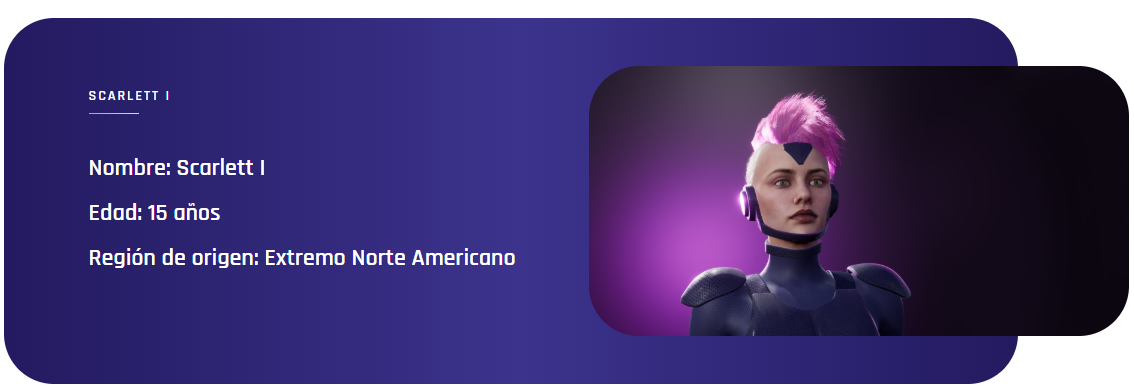 SCARLETT I
Nombre: Scarlett I
Edad: 15 años
Región de origen: Extremo Norte Americano